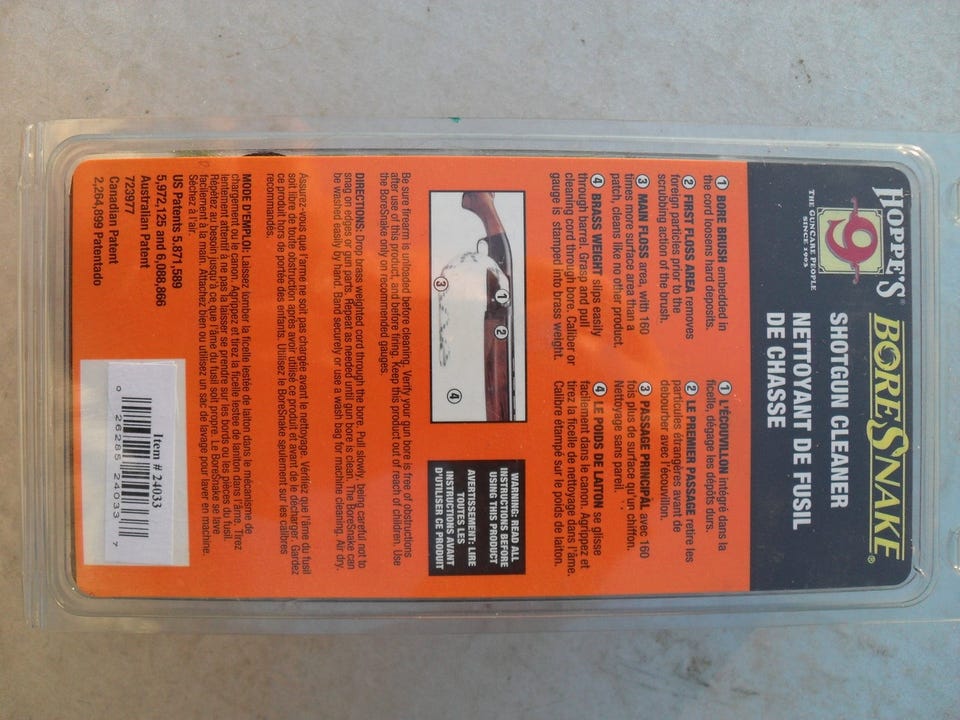 HOPPE'S®
9
THE GUNCARE PEOPLE
SINCE 1903
BORESNAKE®
SHOTGUN CLEANER
NETTOYANT DE FUSIL
DE CHASSE
1 BORE BRUSH embedded in
the cord loosens hard deposits.
2 FIRST FLOSS AREA removes
foreign particles prior to the
scrubbing action of the brush.
3 MAIN FLOSS area, with 160
times more surface area than a
patch, cleans like no other product.
4 BRASS WEIGHT slips easily
through barrel. Grasp and pull
cleaning cord through bore. Caliber or
gauge is stamped into brass weight.
1 L'ÉCOUVILLON intégré dans la
ficelle, dégage les dépôts durs.
2 LE PREMIER PASSAGE retire les
particules étrangères avant de
debourber avec l'écouvillon.
3 PASSAGE PRINCIPAL avec 160
fois plus de surface qu'un chiffon.
Nettoyage sans pareil.
4 LE POIDS DE LAITON se glisse
facilement dans le canon. Agrippez et
tirez la ficelle de nettoyage dans l'âme.
Calibre étampé sur le poids de laiton.
1
2
3
4
WARNING: READ ALL
INSTRUCTIONS BEFORE
USING THIS PRODUCT
AVERTISSEMENT: LIRE
TOUTES LES
INSTRUCTIONS AVANT
D'UTILISER CE PRODUIT
Be sure firearm is unloaded before cleaning. Verify your gun bore is free of obstructions
after use of this product, and before firing. Keep this product out of reach of children. Use
the BoreSnake only on recommended gauges.
DIRECTIONS: Drop brass weighted cord through the bore. Pull slowly, being careful not to
snag on edges or gun parts. Repeat as needed until gun bore is clean. The BoreSnake can
be washed easily by hand. Band securely or use a wash bag for machine cleaning. Air dry.
Assurez-vous que l'arme ne soit pas chargée avant le nettoyage. Vérifiez que l'âme du fusil
soit libre de toute obstruction après avoir utilisé ce produit et avant de le décharger. Gardez
ce produit hors de portée des enfants. Utilisez le BoreSnake seulement sur les calibres
recommandés.
MODE D'EMPLOI: Laissez tomber la ficelle lestée de laiton dans le mécanisme de
chargement ou le canon. Agripper et tirez la ficelle lestée de laiton dans l'âme. Tirez
lentement attentif à ne pas la laisser se prendre sur les bords ou les pièces du fusil.
Répétez au besoin jusqu'à ce que l'âme du fusil soit propre. Le BoreSnake se lave
facilement à la main. Attachez bien ou utilisez un sac de lavage pour laver en machine.
Séchez à l'air.
US Patents 5,871,589
5,972,125 and 6,088,866
Australian Patent
723977
Canadian Patent
2,264,899 Patentado
Item # 24033
0 26285 24033 7